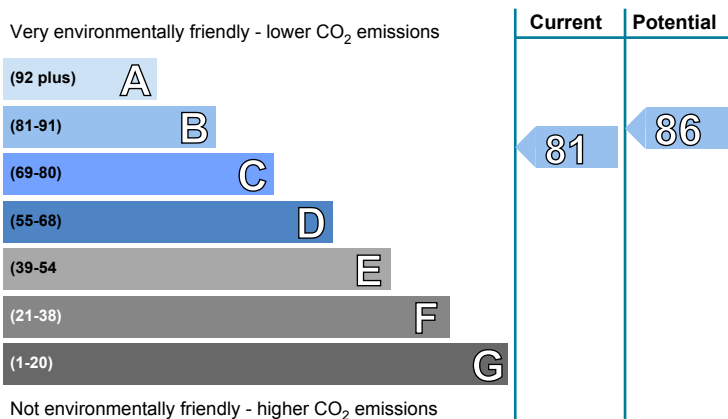 Current Potential
Very environmentally friendly - lower CO2 emissions
(92 plus) A
(81-91) B
(69-80) C
(55-68) D
(39-54 E
(21-38) F
(1-20) G
81
86
Not environmentally friendly - higher CO2 emissions